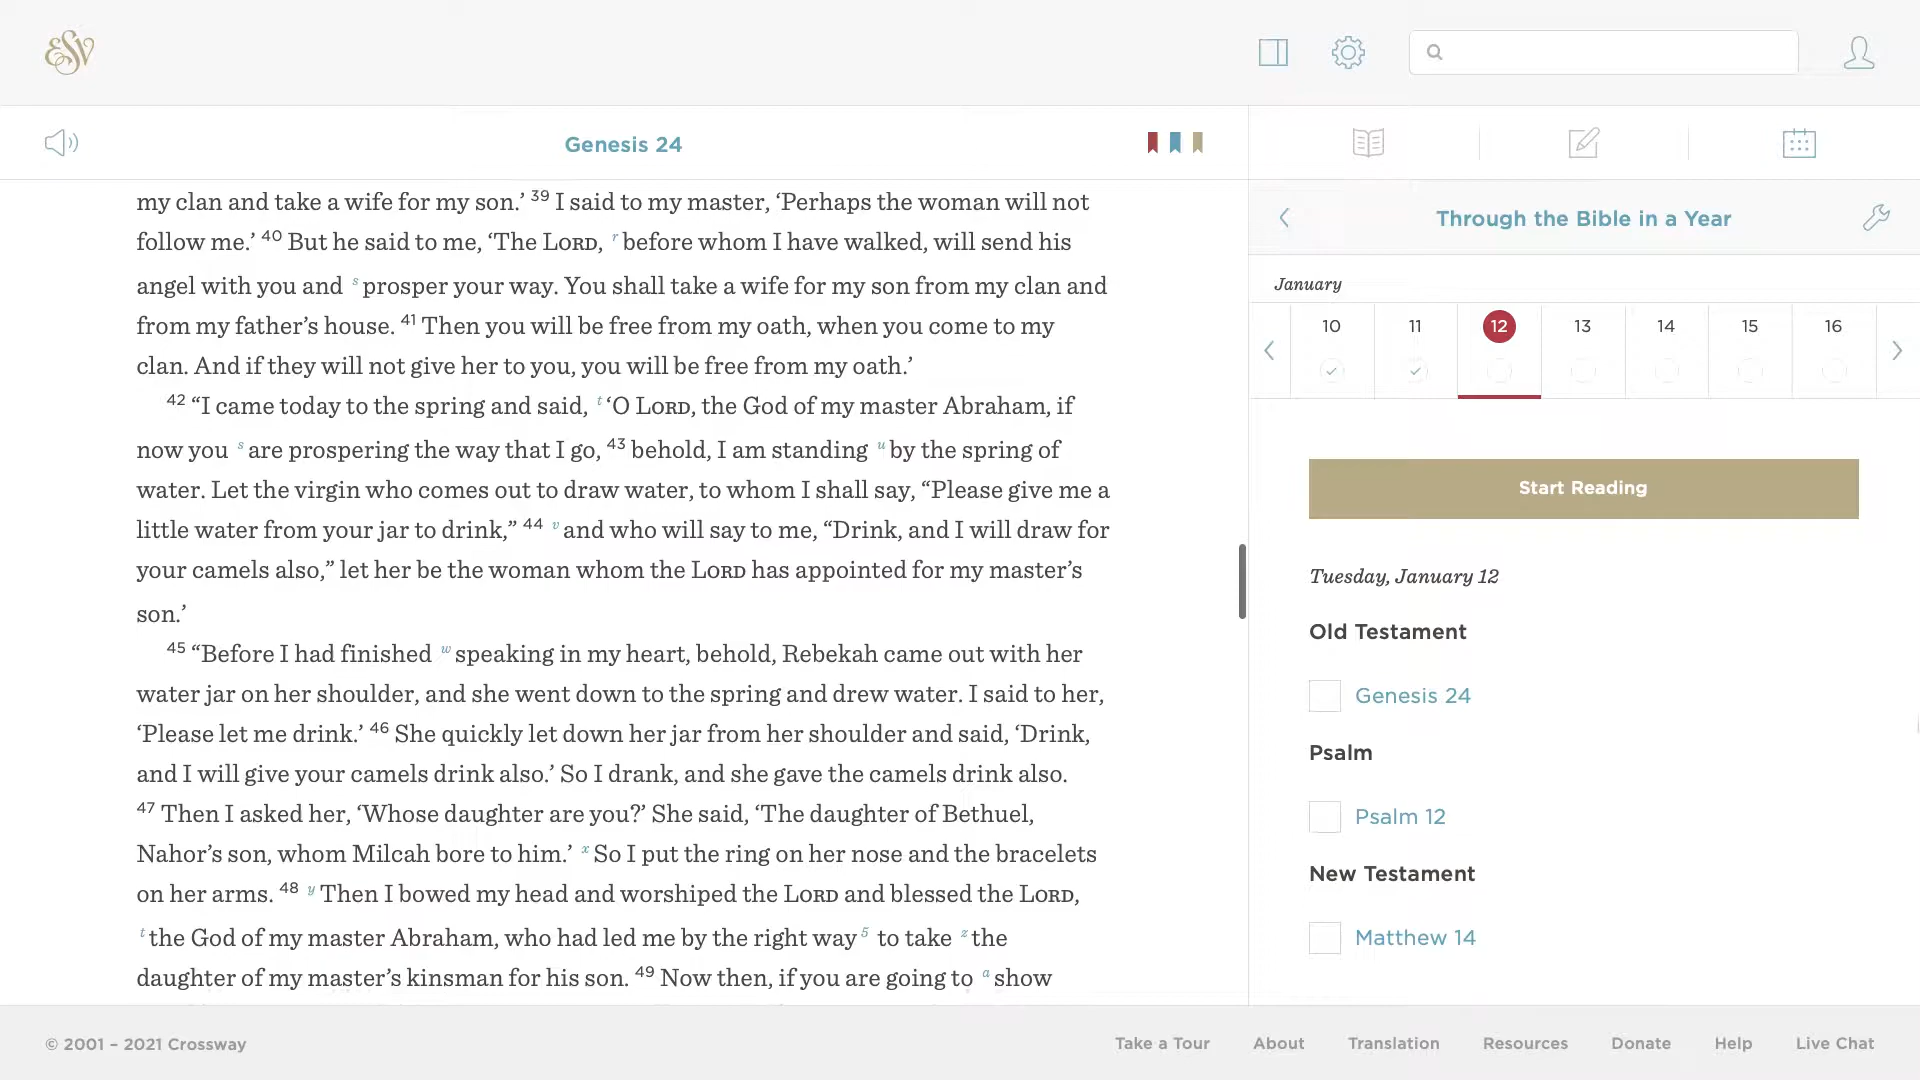 ESV
Genesis 24
my clan and take a wife for my son.’ 39 I said to my master, ‘Perhaps the woman will not
follow me.’ 40 But he said to me, ‘The LORD, r before whom I have walked, will send his
angel with you and s prosper your way. You shall take a wife for my son from my clan and
from my father’s house. 41 Then you will be free from my oath, when you come to my
clan. And if they will not give her to you, you will be free from my oath.’
42 “I came today to the spring and said, t ‘O LORD, the God of my master Abraham, if
now you s are prospering the way that I go, 43 behold, I am standing u by the spring of
water. Let the virgin who comes out to draw water, to whom I shall say, “Please give me a
little water from your jar to drink,” 44 v and who will say to me, “Drink, and I will draw for
your camels also,” let her be the woman whom the LORD has appointed for my master’s
son.’
45 “Before I had finished w speaking in my heart, behold, Rebekah came out with her
water jar on her shoulder, and she went down to the spring and drew water. I said to her,
‘Please let me drink.’ 46 She quickly let down her jar from her shoulder and said, ‘Drink,
and I will give your camels drink also.’ So I drank, and she gave the camels drink also.
47 Then I asked her, ‘Whose daughter are you?’ She said, ‘The daughter of Bethuel,
Nahor’s son, whom Milcah bore to him.’ x So I put the ring on her nose and the bracelets
on her arms. 48 y Then I bowed my head and worshiped the LORD and blessed the LORD,
t the God of my master Abraham, who had led me by the right way 5 to take z the
daughter of my master’s kinsman for his son. 49 Now then, if you are going to a show
Through the Bible in a Year
January
10 11 12 13 14 15 16
Start Reading
Tuesday, January 12
Old Testament
Genesis 24
Psalm
Psalm 12
New Testament
Matthew 14
© 2001 – 2021 Crossway
Take a Tour About Translation Resources Donate Help Live Chat